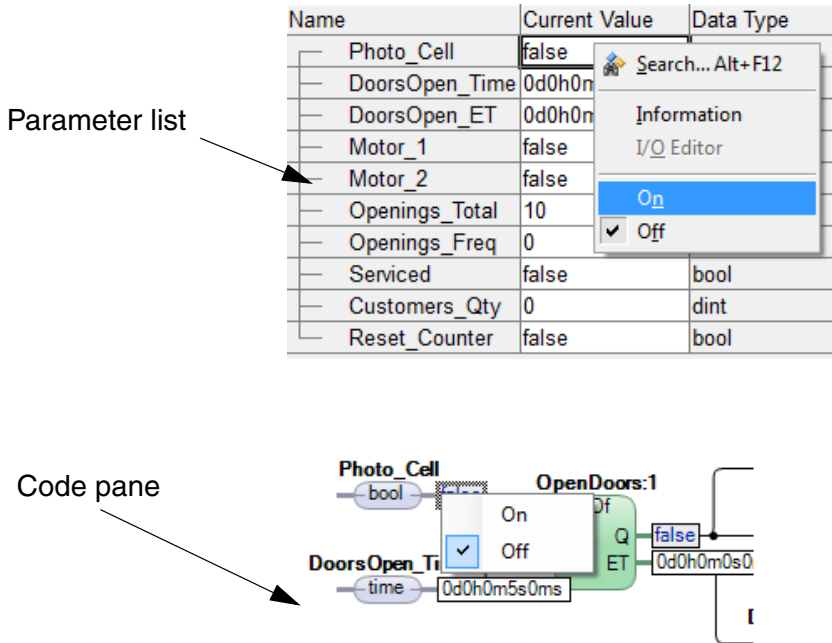 Name Current Value Data Type
Photo_Cell false
Search... Alt+F12
DoorsOpen_Time 0d0h0m
DoorsOpen_ET 0d0h0m
Information
Parameter list
Motor_1 false
I/O Editor
Motor_2 false
On
Openings_Total 10
Off
Openings_Freq 0
Serviced false bool
Customers_Qty 0 dint
Reset_Counter false bool
Photo_Cell
Code pane
OpenDoors:1
bool false
On
Of
Q false
Off
DoorsOpen_Ti
ET 0d0h0m0s0
time 0d0h0m5s0ms